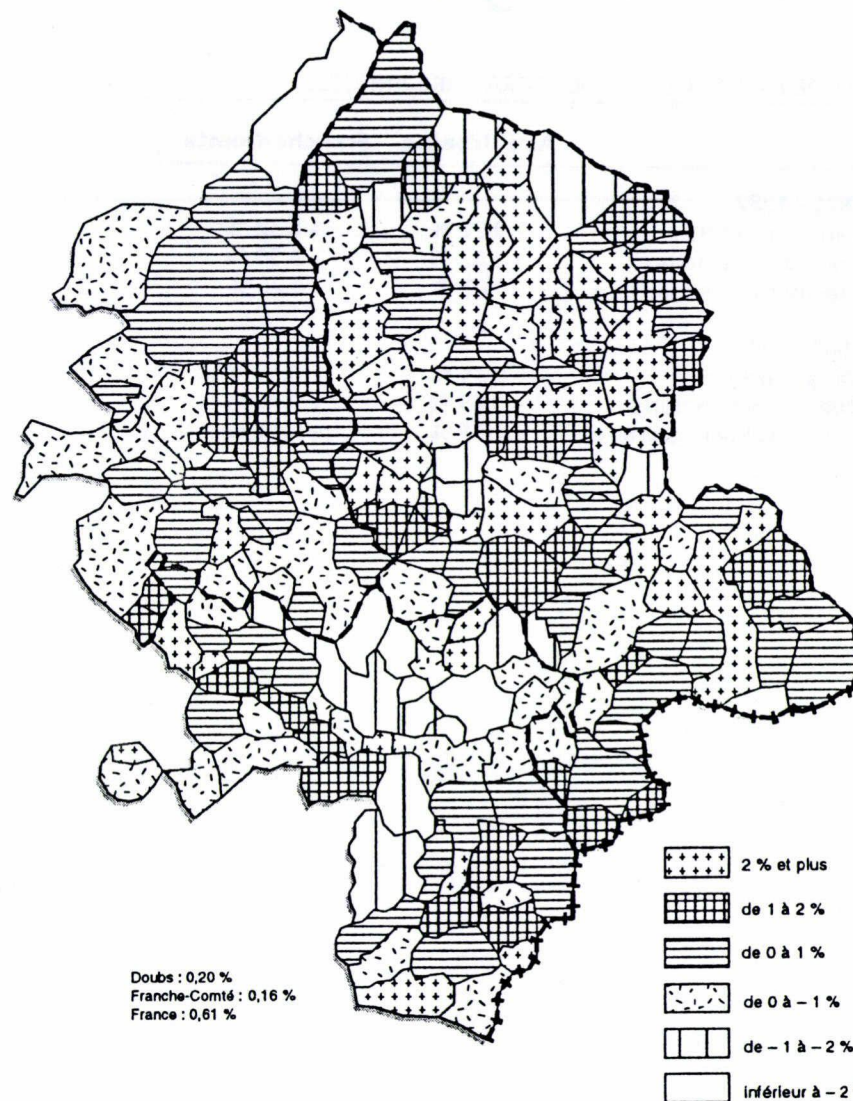 2 % et plus
de 1 à 2 %
de 0 à 1 %
de 0 à – 1 %
de – 1 à – 2 %
inférieur à – 2
Doubs : 0,20 %
Franche-Comté : 0,16 %
France : 0,61 %